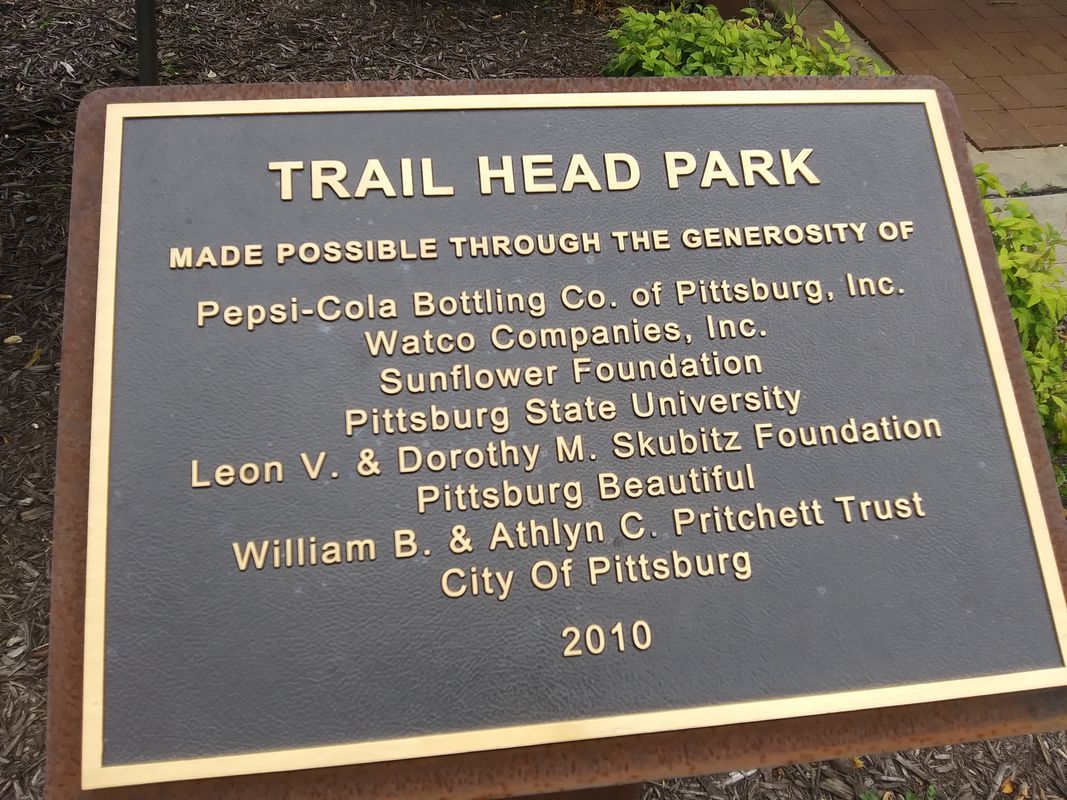 TRAIL HEAD PARK
MADE POSSIBLE THROUGH THE GENEROSITY OF
Pepsi-Cola Bottling Co. of Pittsburg, Inc.
Watco Companies, Inc.
Sunflower Foundation
Pittsburg State University
Leon V. & Dorothy M. Skubitz Foundation
Pittsburg Beautiful
William B. & Athlyn C. Pritchett Trust
City Of Pittsburg
2010